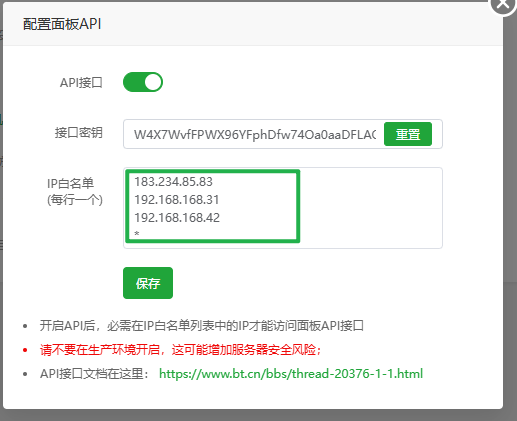 配置面板API
API接口
接口密钥 W4X7WvfFPWX96YFphDfw74Oa0aaDFLAC 重置
IP白名单
(每行一个)
183.234.85.83
192.168.168.31
192.168.168.42
*
保存
开启API后，必需在IP白名单列表中的IP才能访问面板API接口
请不要在生产环境开启，这可能增加服务器安全风险；
API接口文档在这里： https://www.bt.cn/bbs/thread-20376-1-1.html